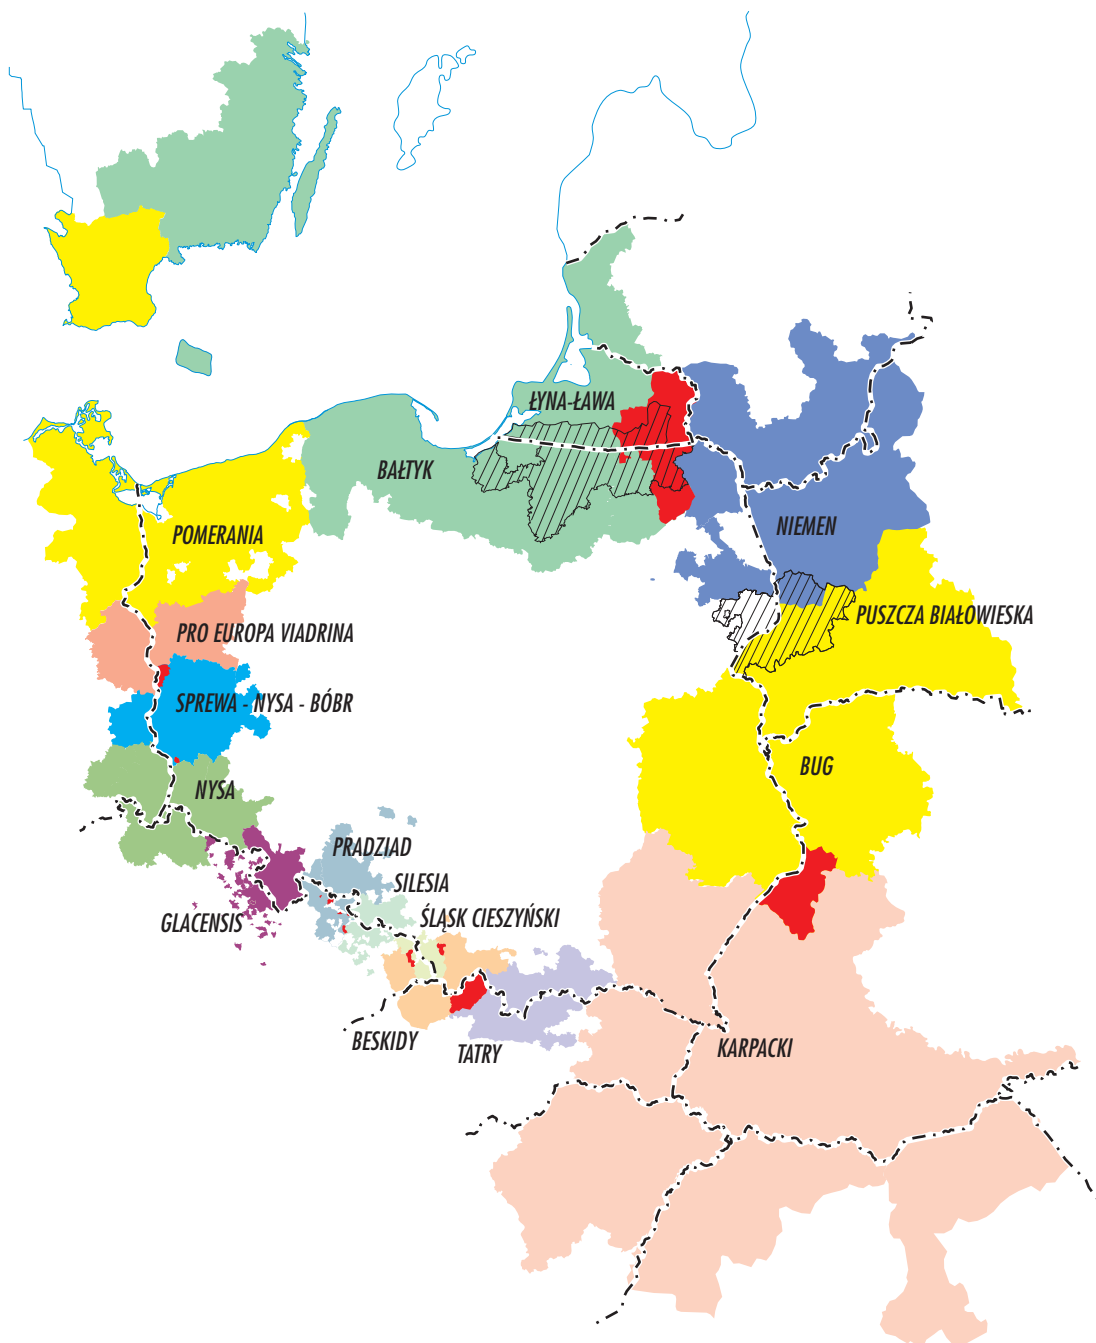 ŁYNA-ŁAWA
BAŁTYK
NIEMEN
POMERANIA
PUSZCZA BIAŁOWIESKA
PRO EUROPA VIADRINA
SPREWA - NYSA - BÓBR
BUG
NYSA
PRADZIAD
SILESIA
ŚLĄSK CIESZYŃSKI
GLACENSIS
BESKIDY
TATRY
KARPACKI